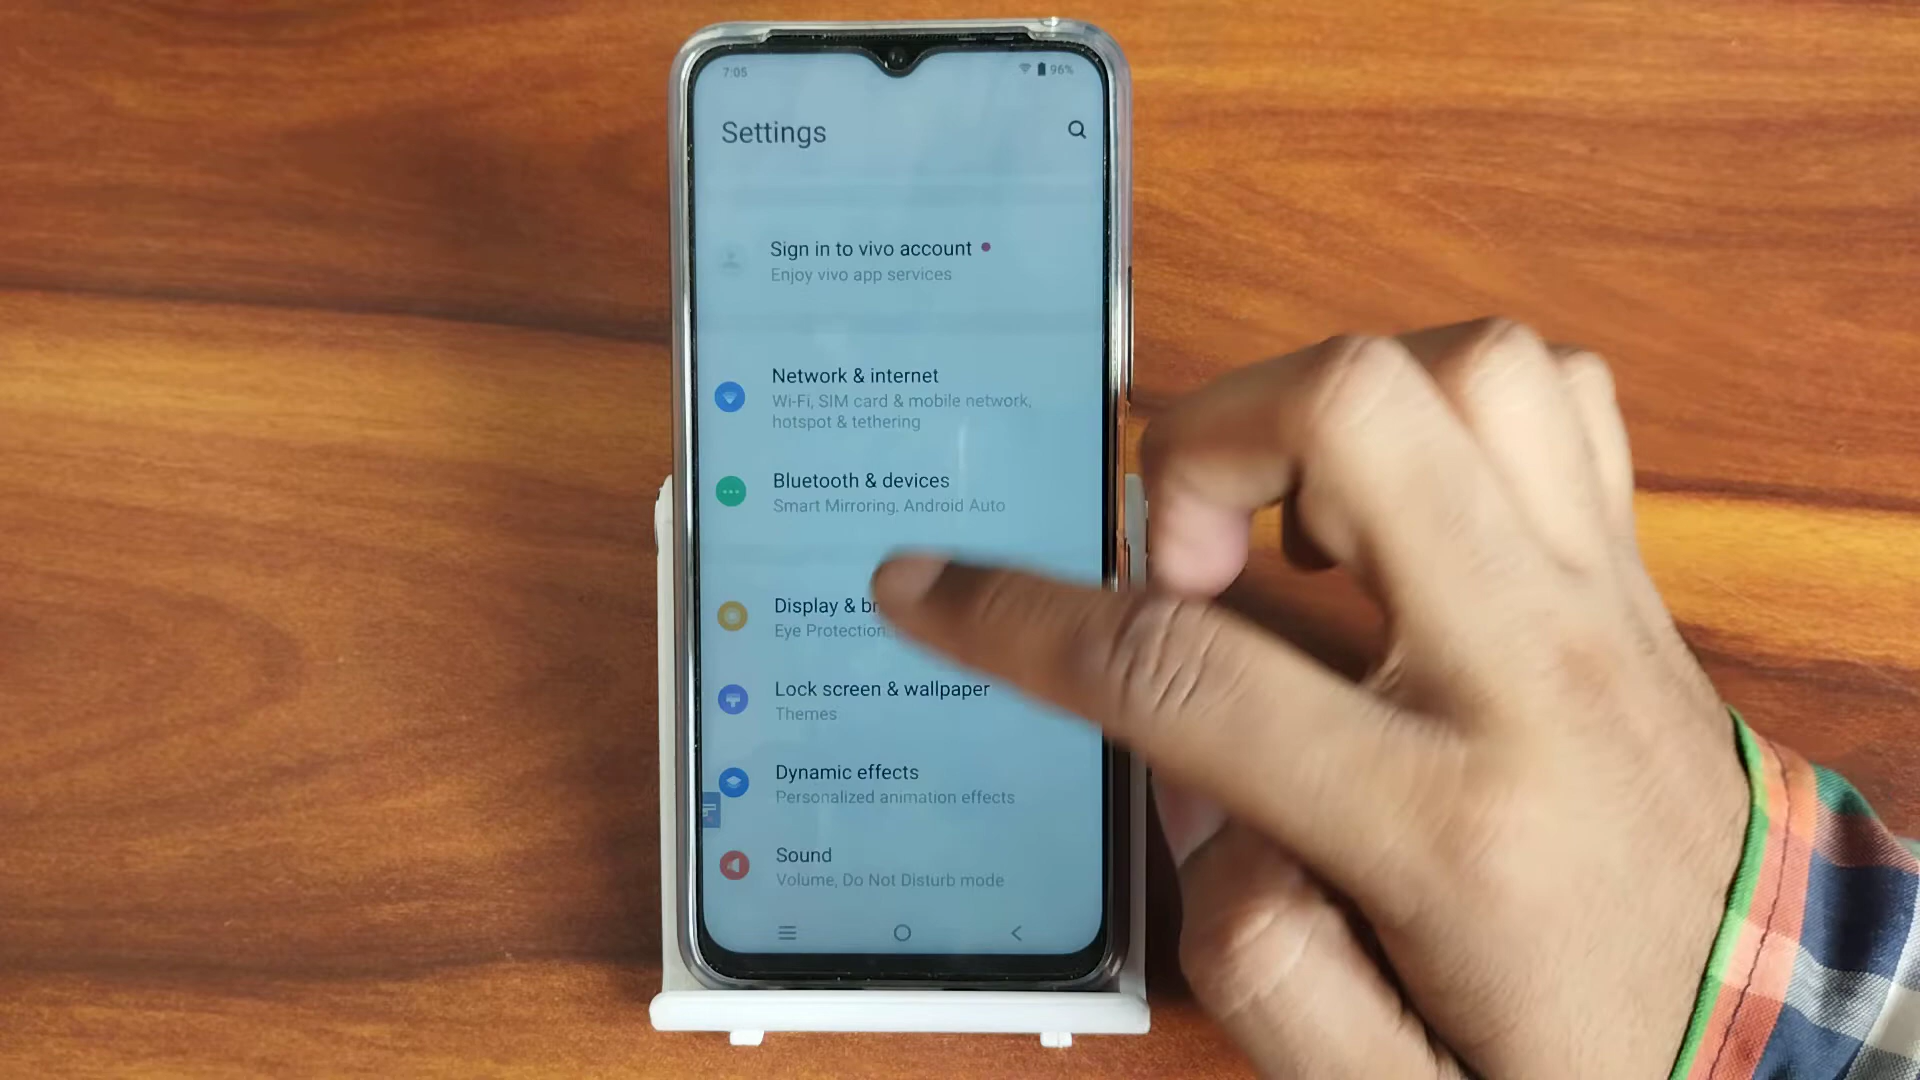 7:05
96%
Settings
Sign in to vivo account
Enjoy vivo app services
Network & internet
Wi-Fi, SIM card & mobile network,
hotspot & tethering
Bluetooth & devices
Smart Mirroring, Android Auto
Display &
Eye Protection
Lock screen & wallpaper
Themes
Dynamic effects
Personalized animation effects
Sound
Volume, Do Not Disturb mode